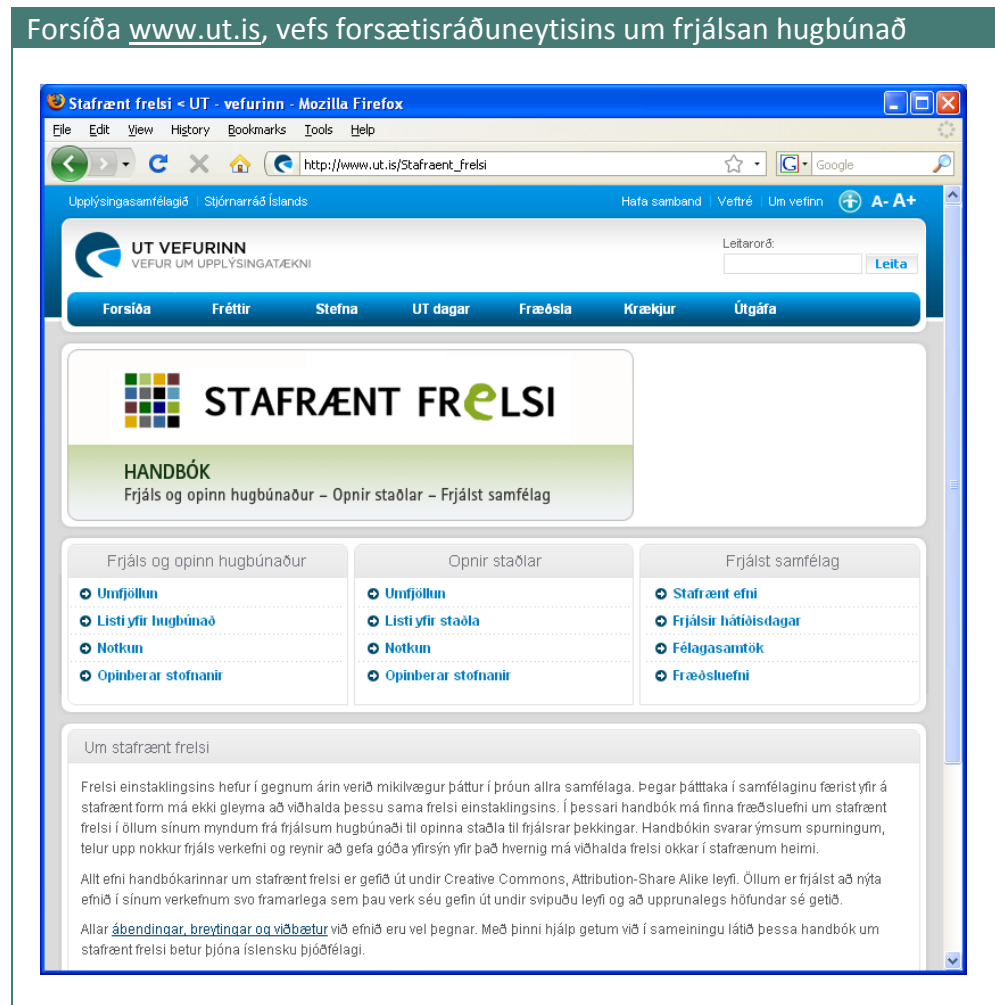 Forsíða www.ut.is, vefs forsætisráðuneytisins um frjálsan hugbúnað
Stafrænt frelsi < UT - vefurinn - Mozilla Firefox
File Edit View History Bookmarks Tools Help
http://www.ut.is/Stafraent_frelsi
G Google
Upplýsingasamfélagið | Stjórnarráð Íslands
Hafa samband | Veftré | Um vefinn A- A+
UT VEFURINN
VEFUR UM UPPLÝSINGATÆKNI
Leitarorð:
Leita
Forsíða Fréttir Stefna UT dagar Fræðsla Krækjur Útgáfa
STAFRÆNT FRELSI
HANDBÓK
Frjáls og opinn hugbúnaður – Opnir staðlar – Frjálst samfélag
Frjáls og opinn hugbúnaður
Umfjöllun
Listi yfir hugbúnað
Notkun
Opinberar stofnanir
Opnir staðlar
Umfjöllun
Listi yfir staðla
Notkun
Opinberar stofnanir
Frjálst samfélag
Stafrænt efni
Frjálsir hátíðisdagar
Félagasamtök
Fræðsluefni
Um stafrænt frelsi
Frelsi einstaklingsins hefur í gegnum árin verið mikilvægur þáttur í þróun allra samfélaga. Þegar þátttaka í samfélaginu færist yfir á
stafrænt form má ekki gleyma að viðhalda þessu sama frelsi einstaklingsins. Í þessari handbók má finna fræðsluefni um stafrænt
frelsi í öllum sínum myndum frá frjálsum hugbúnaði til opinna staðla til frjálsrar þekkingar. Handbókin svarar ýmsum spurningum,
telur upp nokkur frjáls verkefni og reynir að gefa góða yfirsýn yfir það hvernig má viðhalda frelsi okkar í stafrænum heimi.
Allt efni handbókarinnar um stafrænt frelsi er gefið út undir Creative Commons, Attribution-Share Alike leyfi. Öllum er frjálst að nýta
efnið í sínum verkefnum svo framarlega sem þau verk séu gefin út undir svipuðu leyfi og að upprunalegs höfundar sé getið.
Allar ábendingar, breytingar og viðbætur við efnið eru vel þegnar. Með þinni hjálp getum við í sameiningu látið þessa handbók um
stafrænt frelsi betur þjóna íslensku þjóðfélagi.